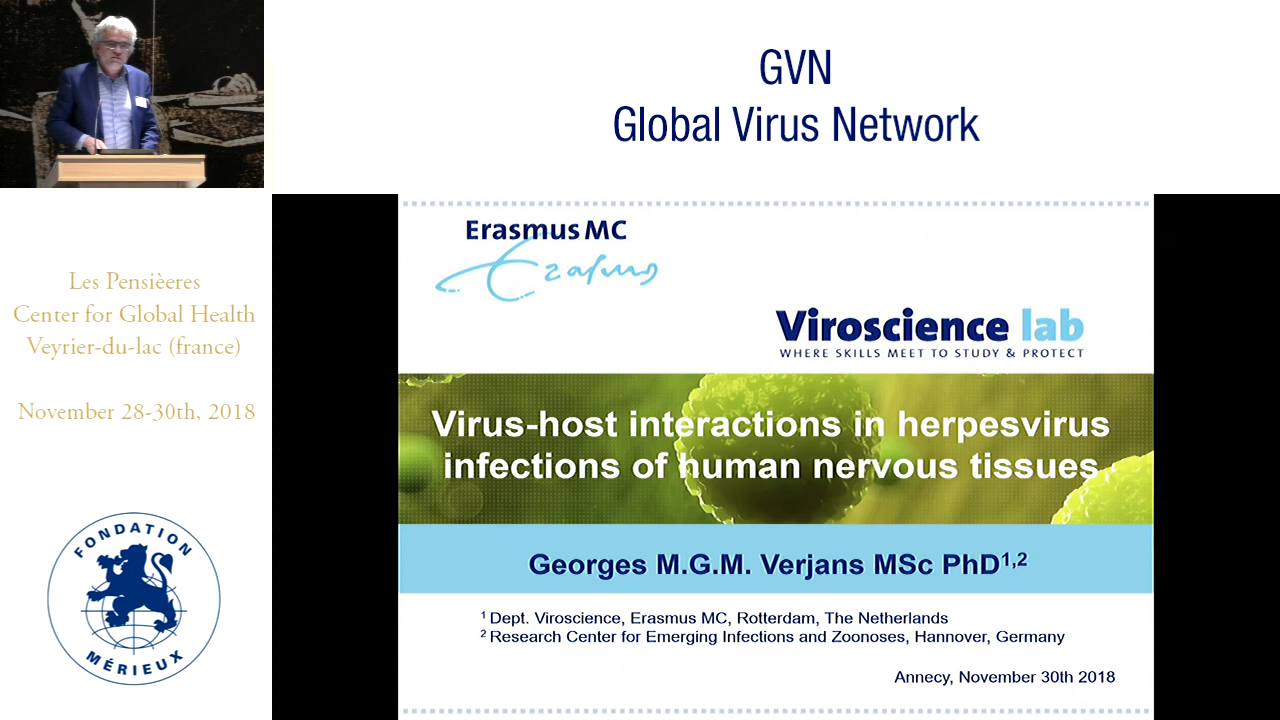 GVN
Global Virus Network
Les Pensièeres
Center for Global Health
Veyrier-du-lac (france)
November 28-30th, 2018
FONDATION
MÉRIEUX
Erasmus MC
Erasmus
Viroscience lab
WHERE SKILLS MEET TO STUDY & PROTECT
Virus-host interactions in herpesvirus
infections of human nervous tissues
Georges M.G.M. Verjans MSc PhD1,2
1 Dept. Viroscience, Erasmus MC, Rotterdam, The Netherlands
2 Research Center for Emerging Infections and Zoonoses, Hannover, Germany
Annecy, November 30th 2018